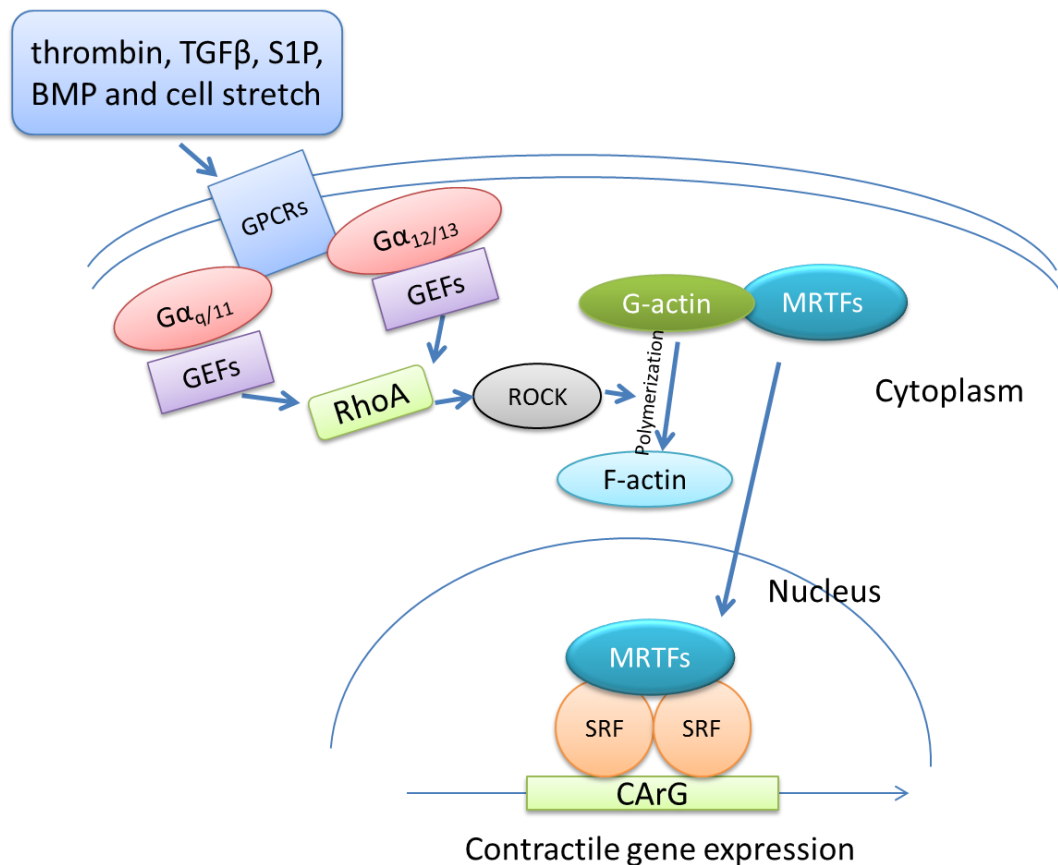 thrombin, TGFβ, S1P,
BMP and cell stretch
GPCRs
Gα12/13
GEFs
Gαq/11
GEFs
RhoA
ROCK
G-actin
MRTFs
Polymerization
F-actin
Cytoplasm
Nucleus
MRTFs
SRF
SRF
CArG
Contractile gene expression